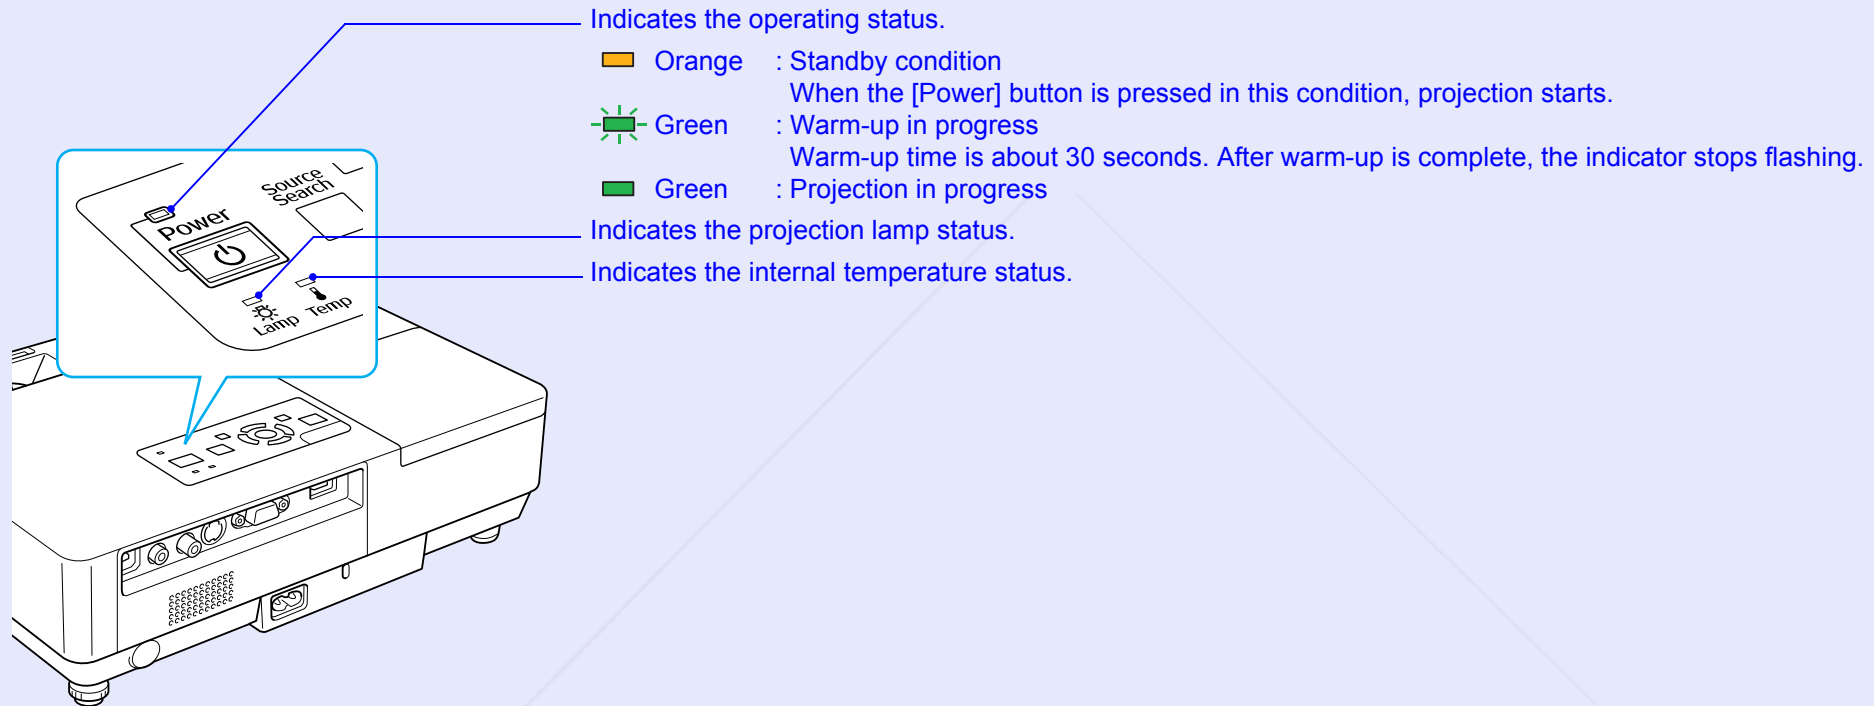 Indicates the operating status.
Orange : Standby condition
When the [Power] button is pressed in this condition, projection starts.
Green : Warm-up in progress
Warm-up time is about 30 seconds. After warm-up is complete, the indicator stops flashing.
Green : Projection in progress
Indicates the projection lamp status.
Indicates the internal temperature status.
Source
Search
Power
Lamp
Temp